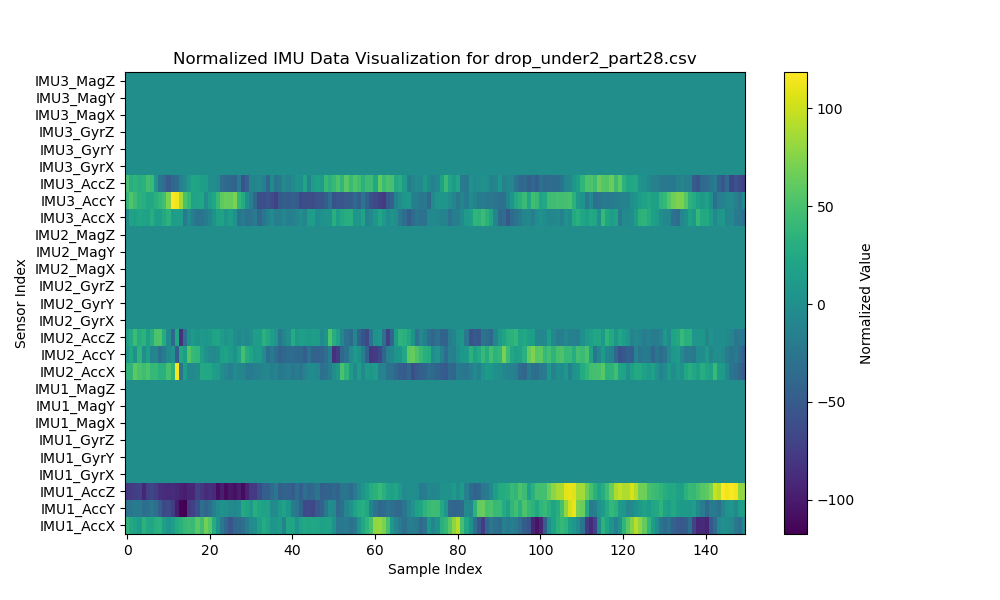 Normalized IMU Data Visualization for drop_under2_part28.csv
IMU3_MagZ
IMU3_MagY
IMU3_MagX
IMU3_GyrZ
IMU3_GyrY
IMU3_GyrX
IMU3_AccZ
IMU3_AccY
IMU3_AccX
IMU2_MagZ
IMU2_MagY
IMU2_MagX
IMU2_GyrZ
IMU2_GyrY
IMU2_GyrX
IMU2_AccZ
IMU2_AccY
IMU2_AccX
IMU1_MagZ
IMU1_MagY
IMU1_MagX
IMU1_GyrZ
IMU1_GyrY
IMU1_GyrX
IMU1_AccZ
IMU1_AccY
IMU1_AccX
Sensor Index
0 20 40 60 80 100 120 140
Sample Index
100
50
0
−50
−100
Normalized Value